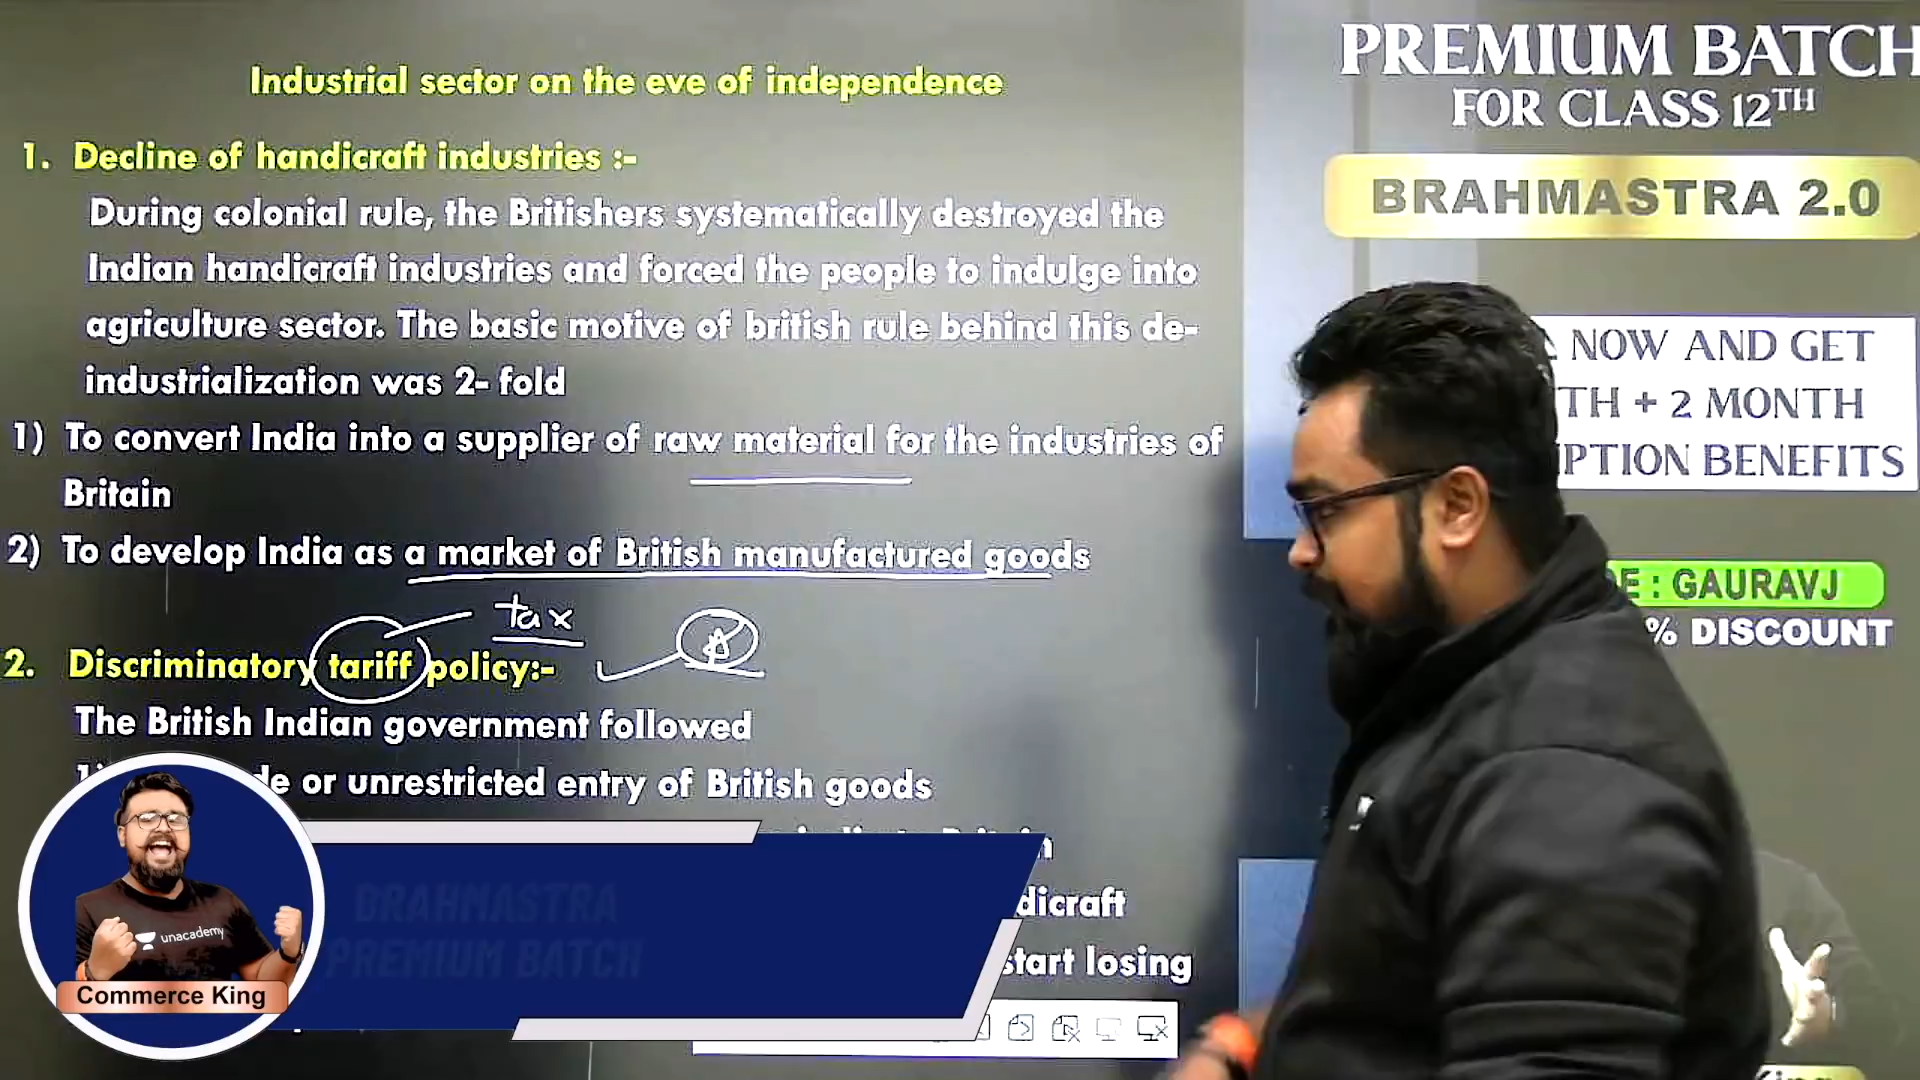 Industrial sector on the eve of independence
1. Decline of handicraft industries :-
During colonial rule, the Britishers systematically destroyed the
Indian handicraft industries and forced the people to indulge into
agriculture sector. The basic motive of british rule behind this de-
industrialization was 2- fold
1) To convert India into a supplier of raw material for the industries of
Britain
2) To develop India as a market of British manufactured goods
tax
2. Discriminatory tariff policy:-
The British Indian government followed
or unrestricted entry of British goods
start losing
PREMIUM BATCH
FOR CLASS 12TH
BRAHMASTRA 2.0
NOW AND GET
+ 2 MONTH
BENEFITS
: GAURAVJ
% DISCOUNT
BRAHMASTRA
PREMIUM BATCH
unacademy
Commerce King